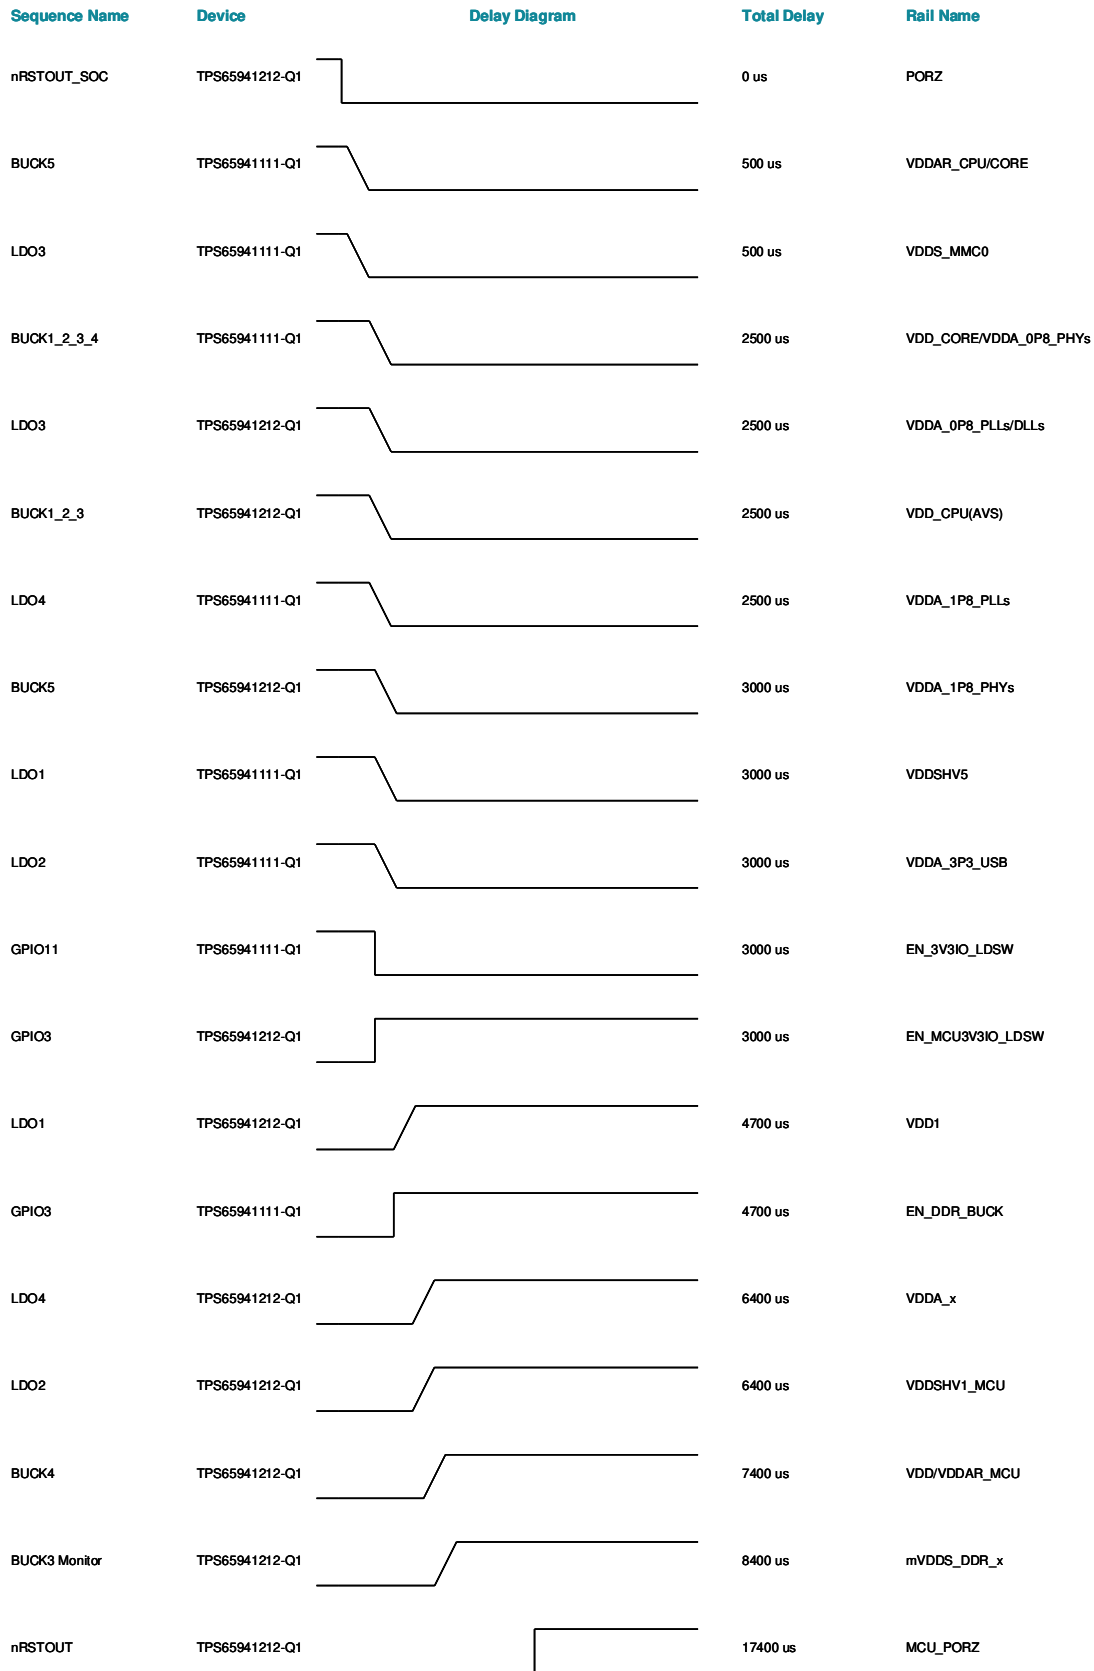 Sequence Name Device Delay Diagram Total Delay Rail Name
nRSTOUT_SOC TPS65941212-Q1 0 us PORZ
BUCK5 TPS65941111-Q1 500 us VDDAR_CPU/CORE
LDO3 TPS65941111-Q1 500 us VDDS_MMC0
BUCK1_2_3_4 TPS65941111-Q1 2500 us VDD_CORE/VDDA_0P8_PHYs
LDO3 TPS65941212-Q1 2500 us VDDA_0P8_PLLs/DLLs
BUCK1_2_3 TPS65941212-Q1 2500 us VDD_CPU(AVS)
LDO4 TPS65941111-Q1 2500 us VDDA_1P8_PLLs
BUCK5 TPS65941212-Q1 3000 us VDDA_1P8_PHYs
LDO1 TPS65941111-Q1 3000 us VDDSHV5
LDO2 TPS65941111-Q1 3000 us VDDA_3P3_USB
GPIO11 TPS65941111-Q1 3000 us EN_3V3IO_LDSW
GPIO3 TPS65941212-Q1 3000 us EN_MCU3V3IO_LDSW
LDO1 TPS65941212-Q1 4700 us VDD1
GPIO3 TPS65941111-Q1 4700 us EN_DDR_BUCK
LDO4 TPS65941212-Q1 6400 us VDDA_x
LDO2 TPS65941212-Q1 6400 us VDDSHV1_MCU
BUCK4 TPS65941212-Q1 7400 us VDD/VDDAR_MCU
BUCK3 Monitor TPS65941212-Q1 8400 us mVDDS_DDR_x
nRSTOUT TPS65941212-Q1 17400 us MCU_PORZ